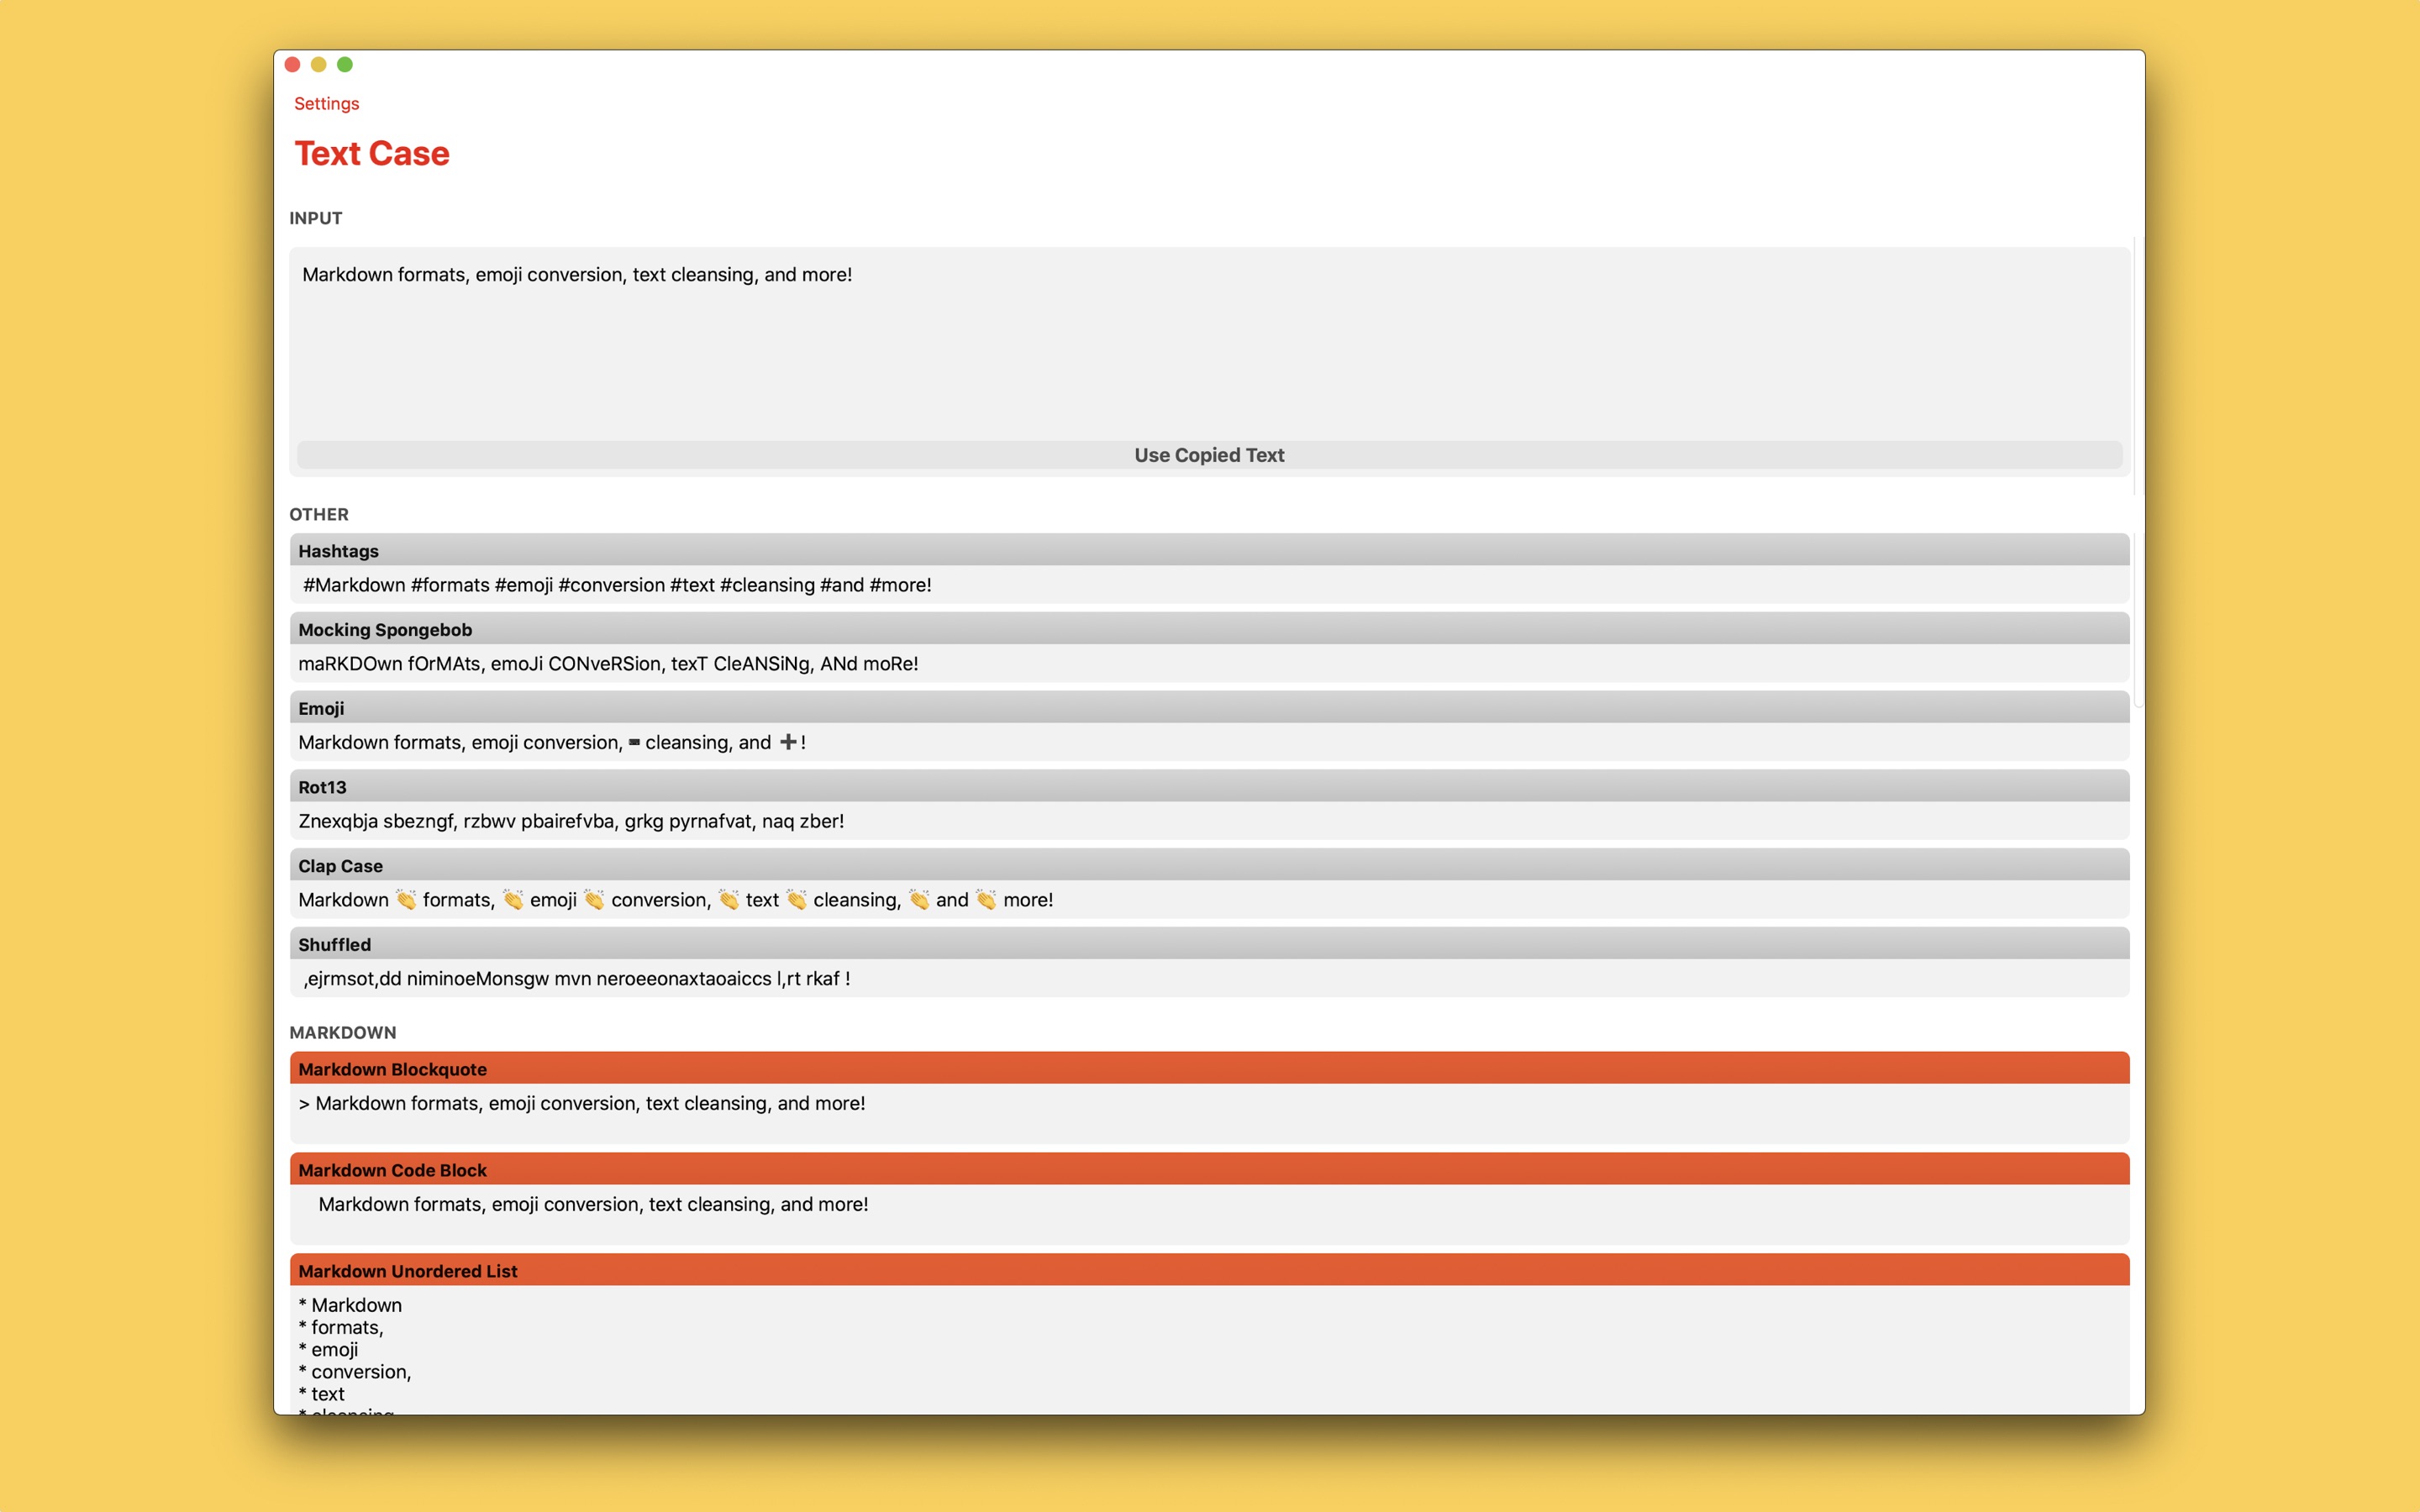 Settings
Text Case
INPUT
Markdown formats, emoji conversion, text cleansing, and more!
Use Copied Text
OTHER
Hashtags
#Markdown #formats #emoji #conversion #text #cleansing #and #more!
Mocking Spongebob
maRKDOwn fOrMAts, emoJi CONveRSion, texT CleANSiNg, ANd moRe!
Emoji
Markdown formats, emoji conversion, cleansing, and ➕!
Rot13
Znexqbja sbezngf, rzbwv pbairefvba, grkg pyrnafvat, naq zber!
Clap Case
Markdown 👏 formats, 👏 emoji 👏 conversion, 👏 text 👏 cleansing, 👏 and 👏 more!
Shuffled
,ejrmsot,dd niminoeMonsgw mvn neroeeonaxtaoaiccs l,rt rkaf !
MARKDOWN
Markdown Blockquote
> Markdown formats, emoji conversion, text cleansing, and more!
Markdown Code Block
Markdown formats, emoji conversion, text cleansing, and more!
Markdown Unordered List
* Markdown
* formats,
* emoji
* conversion,
* text